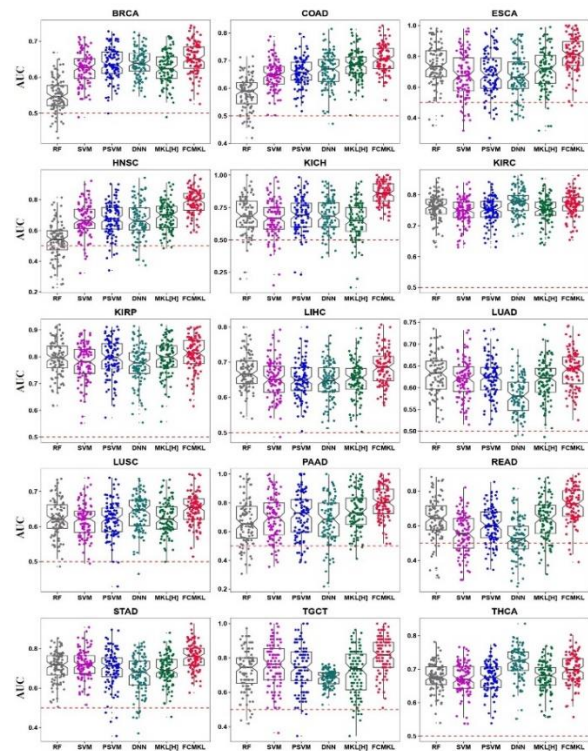 BRCA COAD ESCA
AUC
0.7 0.8 1.0
0.6 0.7 0.8
0.5 0.6 0.6
0.5 0.4
0.4 0.2
RF SVM PSVM DNN MKL[H] FCMKL RF SVM PSVM DNN MKL[H] FCMKL RF SVM PSVM DNN MKL[H] FCMKL
HNSC KICH KIRC
AUC
1.00
0.8 0.75 0.8
0.6 0.50 0.7
0.4 0.25 0.6
0.2 0.00 0.5
RF SVM PSVM DNN MKL[H] FCMKL RF SVM PSVM DNN MKL[H] FCMKL RF SVM PSVM DNN MKL[H] FCMKL
KIRP LIHC LUAD
AUC
0.9 0.8 0.75
0.8 0.7 0.70
0.7 0.6 0.65
0.6 0.5 0.60
0.5 0.55
0.50
RF SVM PSVM DNN MKL[H] FCMKL RF SVM PSVM DNN MKL[H] FCMKL RF SVM PSVM DNN MKL[H] FCMKL
LUSC PAAD READ
AUC
0.7 1.0 0.8
0.6 0.8 0.6
0.5 0.6 0.4
0.4
0.2
RF SVM PSVM DNN MKL[H] FCMKL RF SVM PSVM DNN MKL[H] FCMKL RF SVM PSVM DNN MKL[H] FCMKL
STAD TGCT THCA
AUC
1.0
0.8 0.8 0.8
0.6 0.6 0.7
0.4 0.4 0.6
0.5
RF SVM PSVM DNN MKL[H] FCMKL RF SVM PSVM DNN MKL[H] FCMKL RF SVM PSVM DNN MKL[H] FCMKL